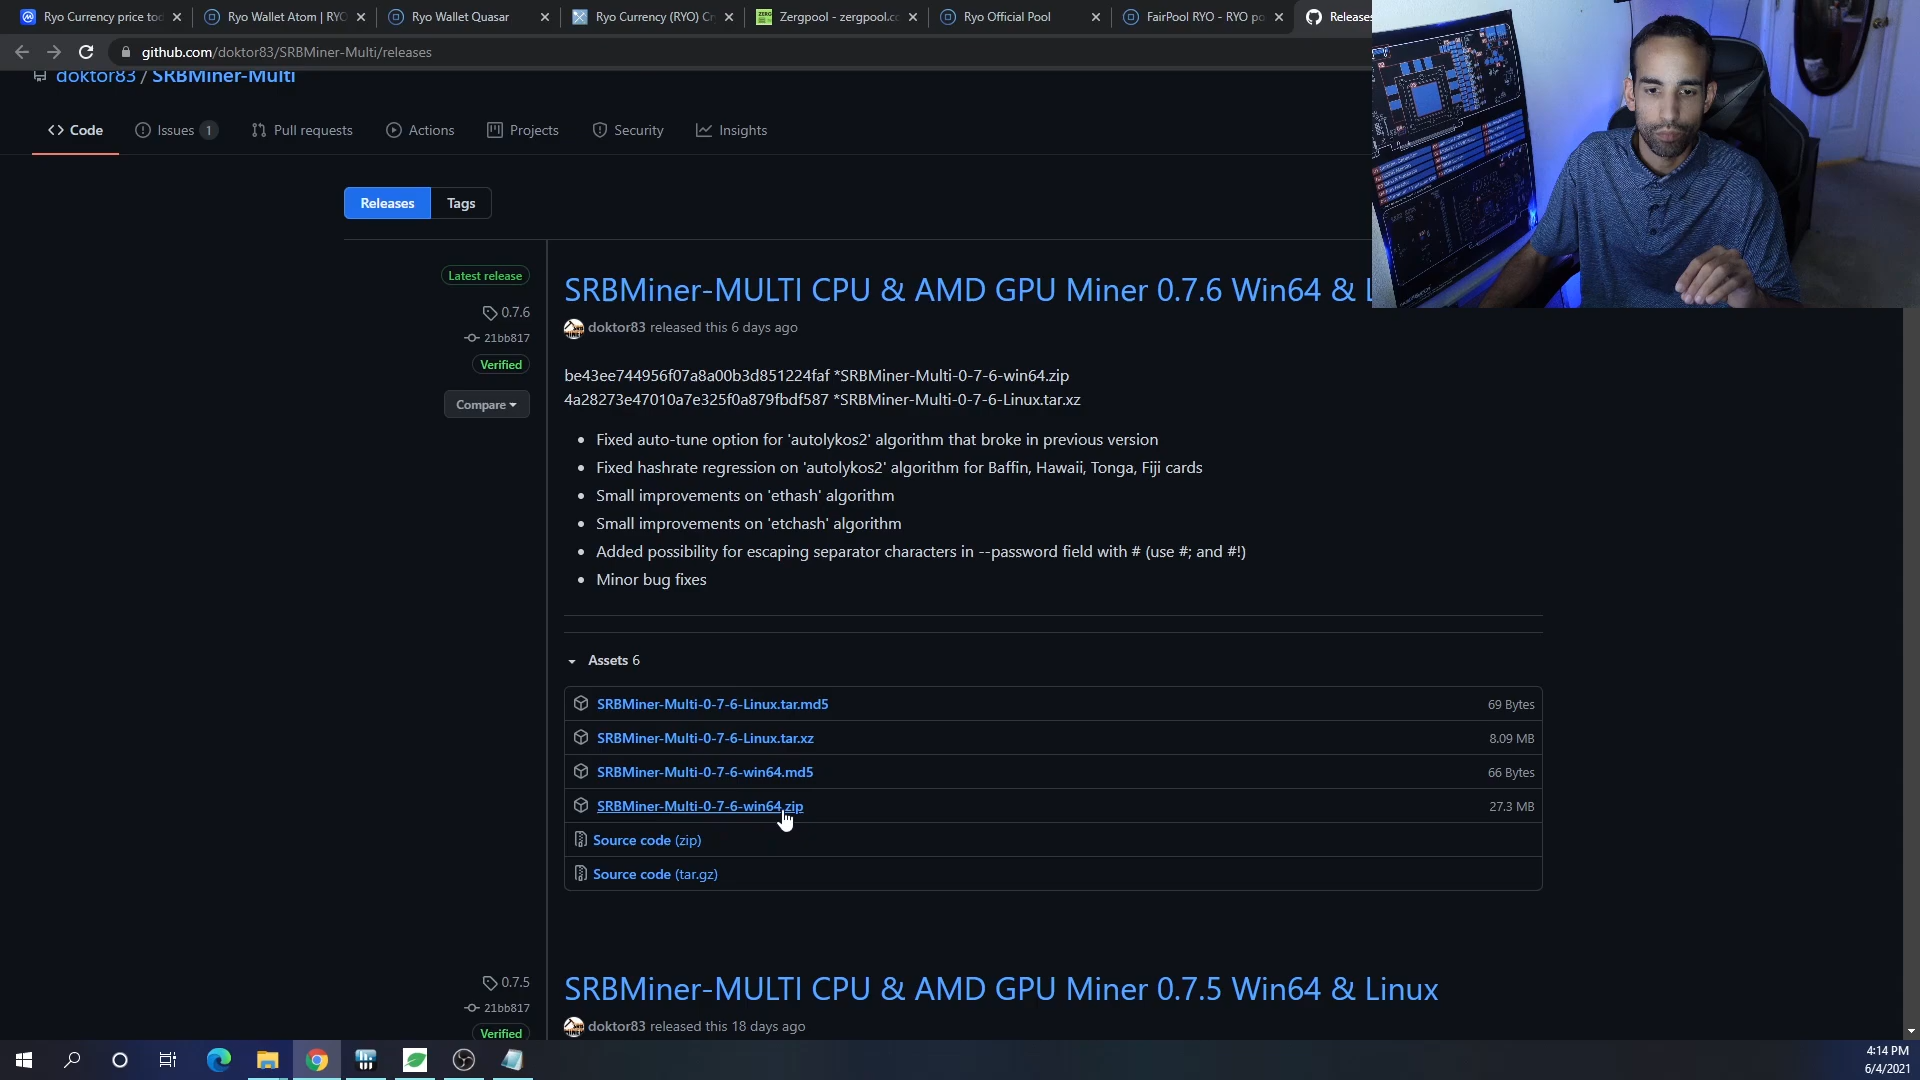 Ryo Currency price too
Ryo Wallet Atom | RYO
Ryo Wallet Quasar
Ryo Currency (RYO) Cr
ZERG
Zergpool - zergpool.co
Ryo Official Pool
FairPool RYO - RYO po
Releases
github.com/doktor83/SRBMiner-Multi/releases
doktor83 / SRBMiner-Multi
Code
Issues 1
Pull requests
Actions
Projects
Security
Insights
Releases
Tags
Latest release
0.7.6
21bb817
Verified
Compare
SRBMiner-MULTI CPU & AMD GPU Miner 0.7.6 Win64 & L
doktor83 released this 6 days ago
be43ee744956f07a8a00b3d851224faf *SRBMiner-Multi-0-7-6-win64.zip
4a28273e47010a7e325f0a879fbdf587 *SRBMiner-Multi-0-7-6-Linux.tar.xz
• Fixed auto-tune option for 'autolykos2' algorithm that broke in previous version
• Fixed hashrate regression on 'autolykos2' algorithm for Baffin, Hawaii, Tonga, Fiji cards
• Small improvements on 'ethash' algorithm
• Small improvements on 'etchash' algorithm
• Added possibility for escaping separator characters in --password field with # (use #; and #!)
• Minor bug fixes
Assets 6
SRBMiner-Multi-0-7-6-Linux.tar.md5 69 Bytes
SRBMiner-Multi-0-7-6-Linux.tar.xz 8.09 MB
SRBMiner-Multi-0-7-6-win64.md5 66 Bytes
SRBMiner-Multi-0-7-6-win64.zip 27.3 MB
Source code (zip)
Source code (tar.gz)
0.7.5
21bb817
Verified
SRBMiner-MULTI CPU & AMD GPU Miner 0.7.5 Win64 & Linux
doktor83 released this 18 days ago
4:14 PM
6/4/2021